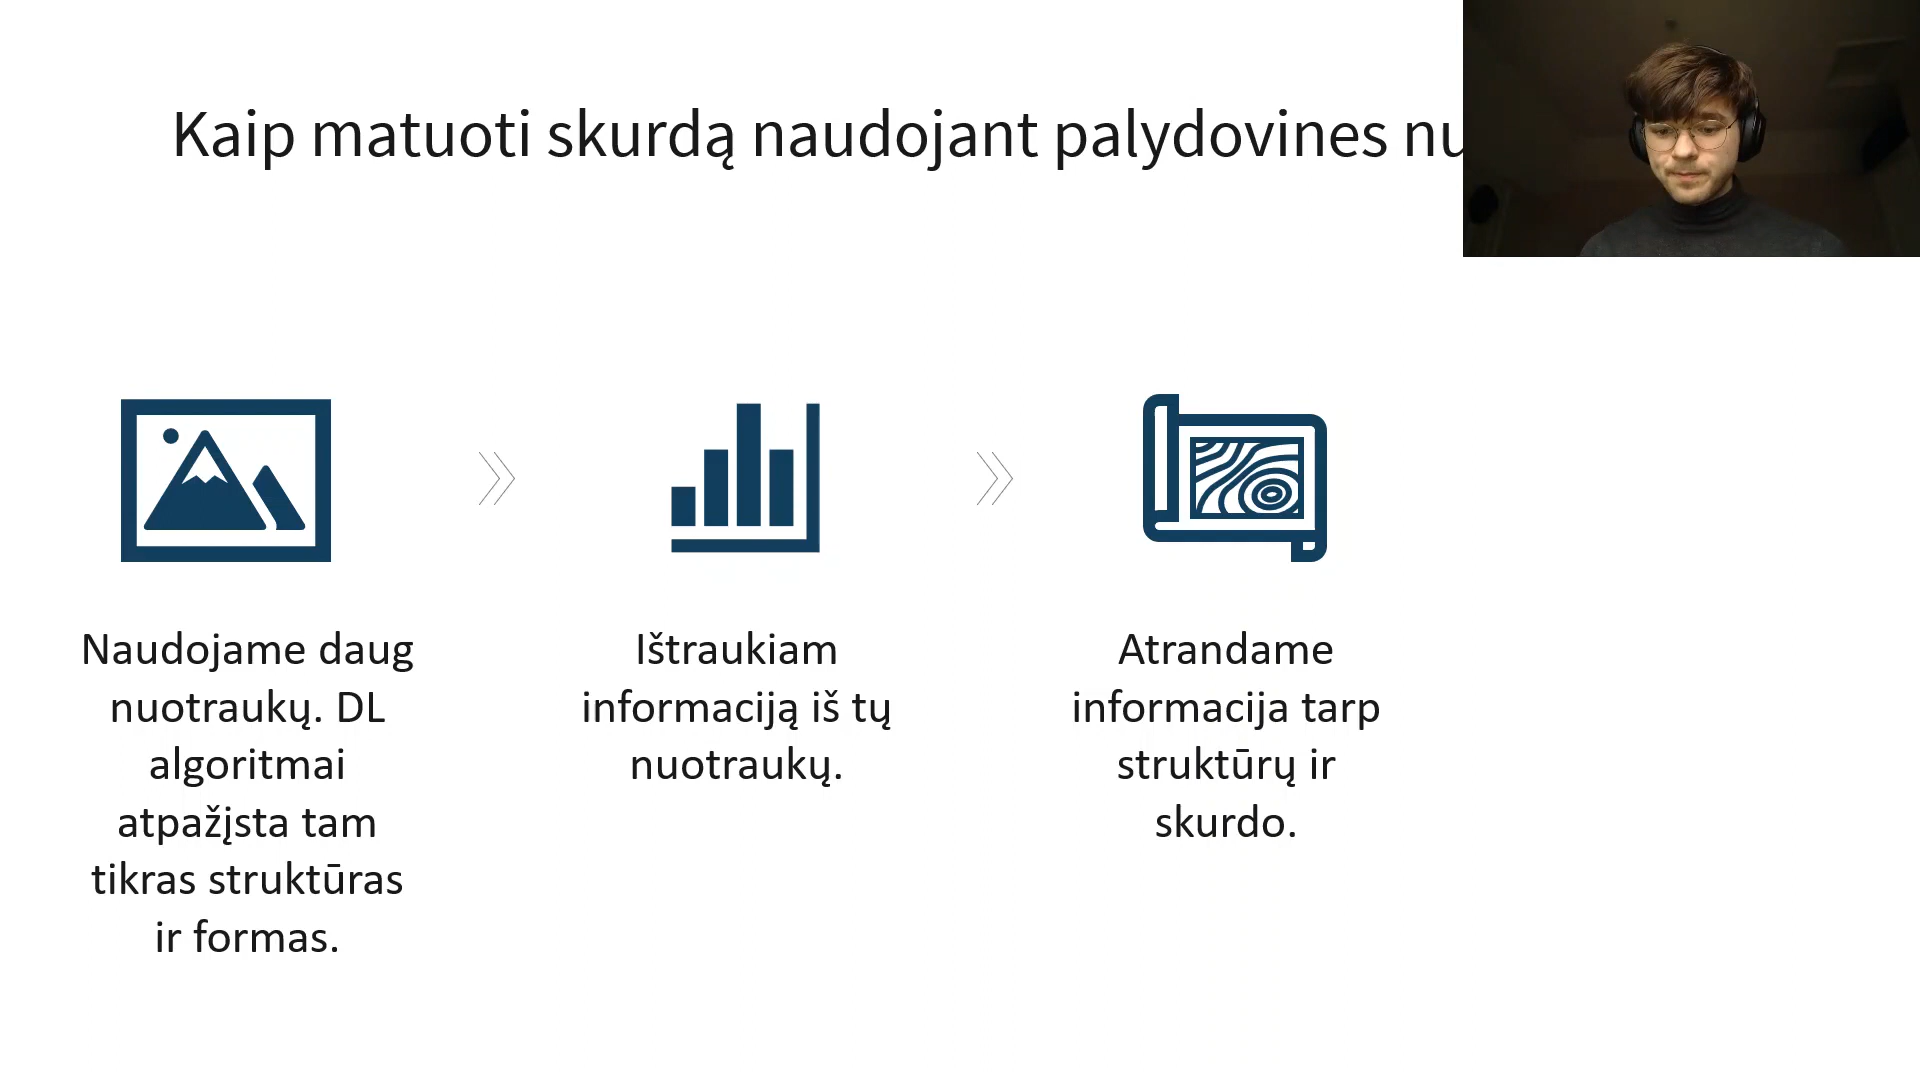 Kaip matuoti skurdą naudojant palydovines
Naudojame daug
nuotraukų. DL
algoritmai
atpažįsta tam
tikras struktūras
ir formas.
Ištraukiam
informaciją iš tų
nuotraukų.
Atrandame
informacija tarp
struktūrų ir
skurdo.